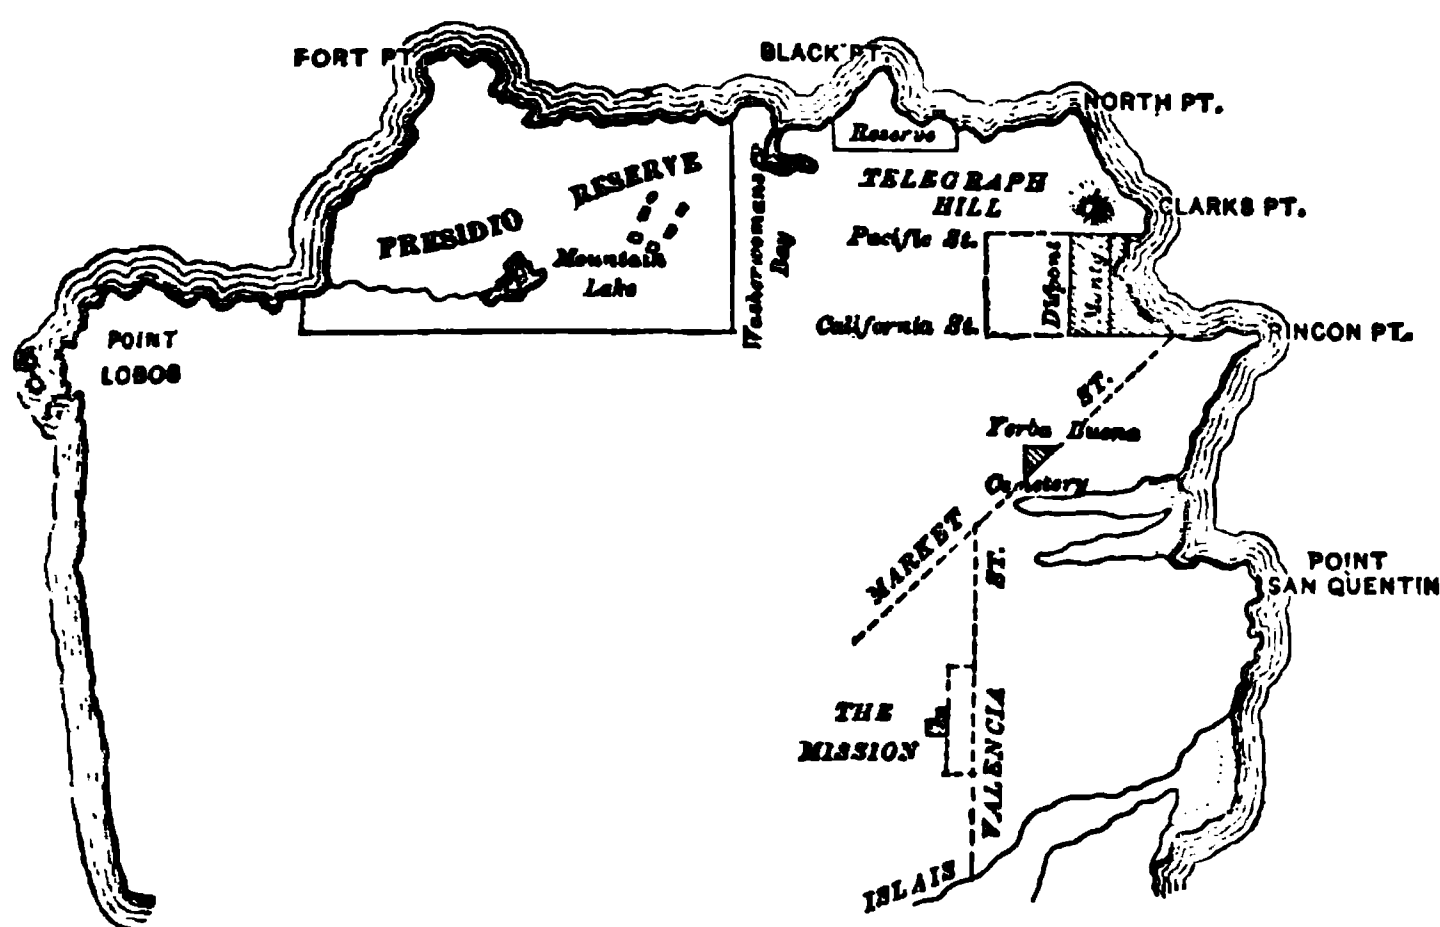 FORT PT.
BLACK PT.
NORTH PT.
Reserve
PRESIDIO RESERVE
TELEGRAPH
HILL
CLARKS PT.
Washerwomans
Bay
Pacific St.
Mountain
Lake
Dupont
Monty
California St.
RINCON PT.
POINT
LOBOS
MARKET ST.
Yerba Buena
Cemetery
POINT
SAN QUENTIN
VALENCIA ST.
THE
MISSION
ISLAIS